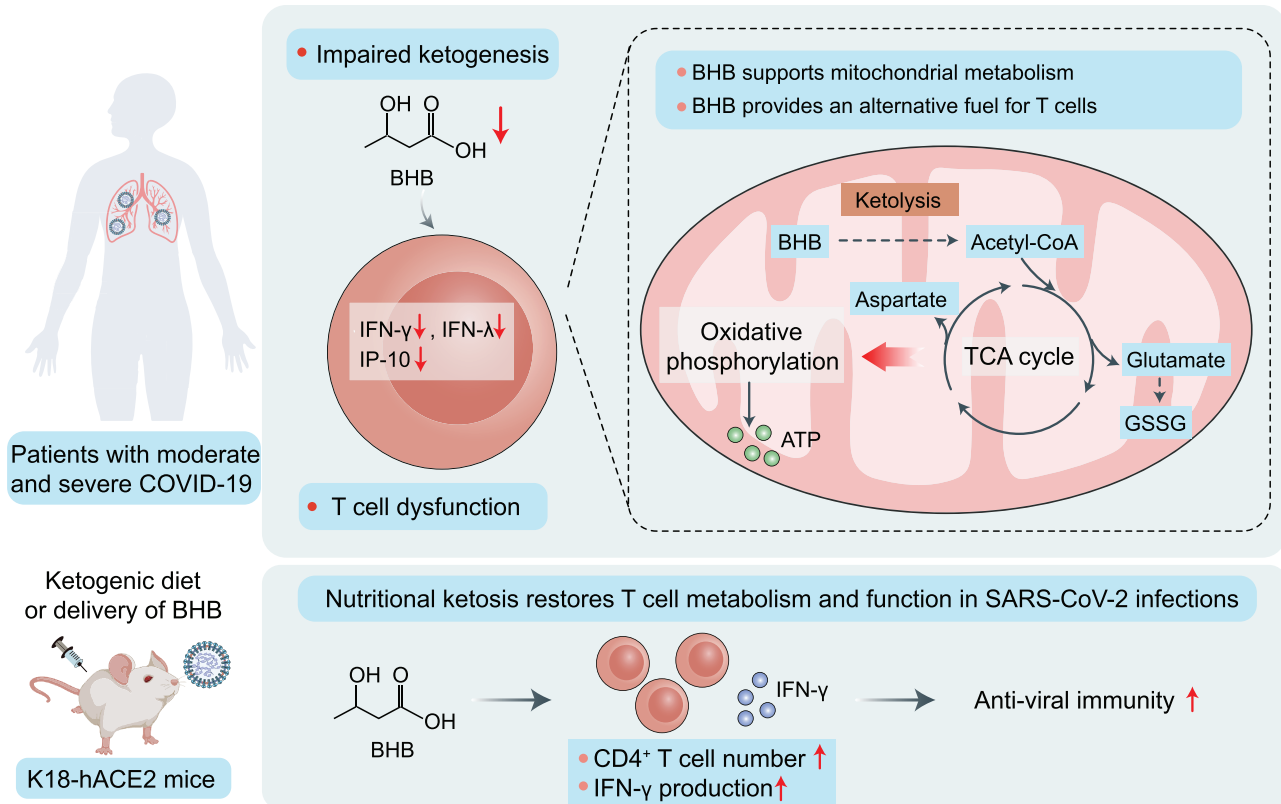 Impaired ketogenesis
OH O
OH
BHB
IFN-γ , IFN-λ
IP-10
T cell dysfunction
Patients with moderate
and severe COVID-19
BHB supports mitochondrial metabolism
BHB provides an alternative fuel for T cells
Ketolysis
BHB
Acetyl-CoA
Aspartate
Oxidative
phosphorylation
TCA cycle
Glutamate
GSSG
ATP
Ketogenic diet
or delivery of BHB
K18-hACE2 mice
Nutritional ketosis restores T cell metabolism and function in SARS-CoV-2 infections
OH O
OH
BHB
IFN-γ
CD4⁺ T cell number
IFN-γ production
Anti-viral immunity